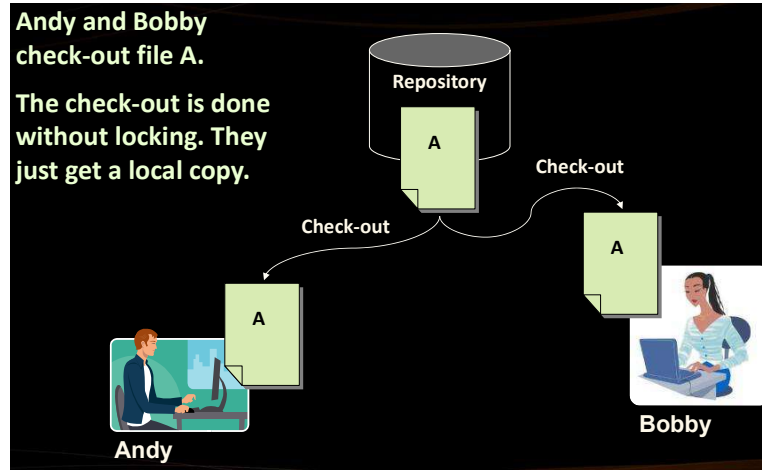 Andy and Bobby
check-out file A.
The check-out is done
without locking. They
just get a local copy.
Repository
A
Check-out
Check-out
A
A
Andy
Bobby